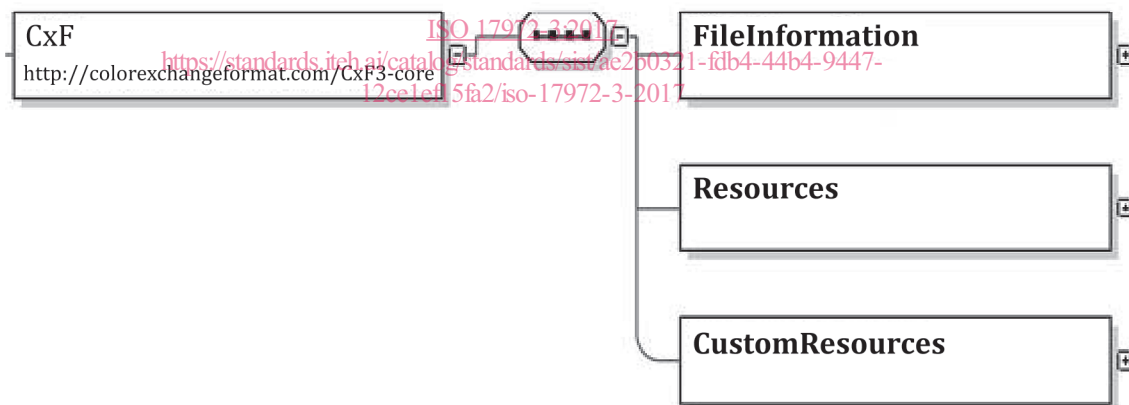 CxF
http://colorexchangeformat.com/CxF3-core
ISO 17972-3:2017
https://standards.iteh.ai/catalog/standards/sist/ae2b0321-fdb4-44b4-9447-
12ce1ef15fa2/iso-17972-3-2017
FileInformation
Resources
CustomResources